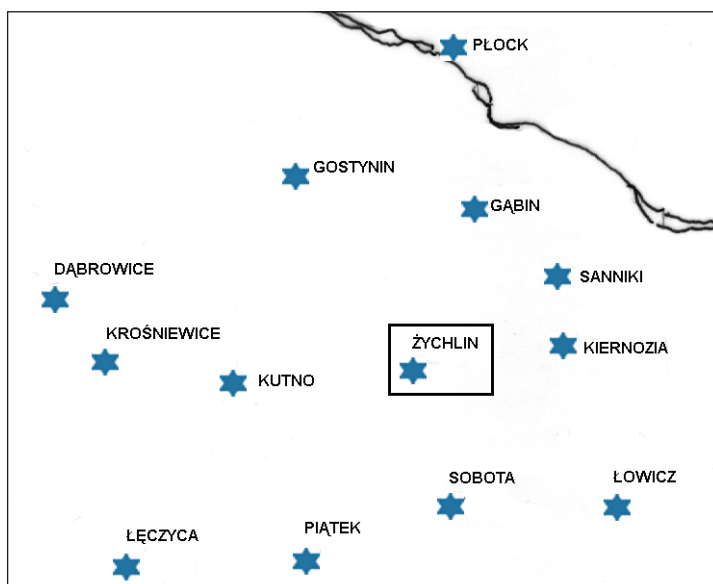 PŁOCK
GOSTYNIN
GĄBIN
DĄBROWICE
SANNIKI
KROŚNIEWICE
ŻYCHLIN
KIERNOZIA
KUTNO
SOBOTA
ŁOWICZ
PIĄTEK
ŁĘCZYCA